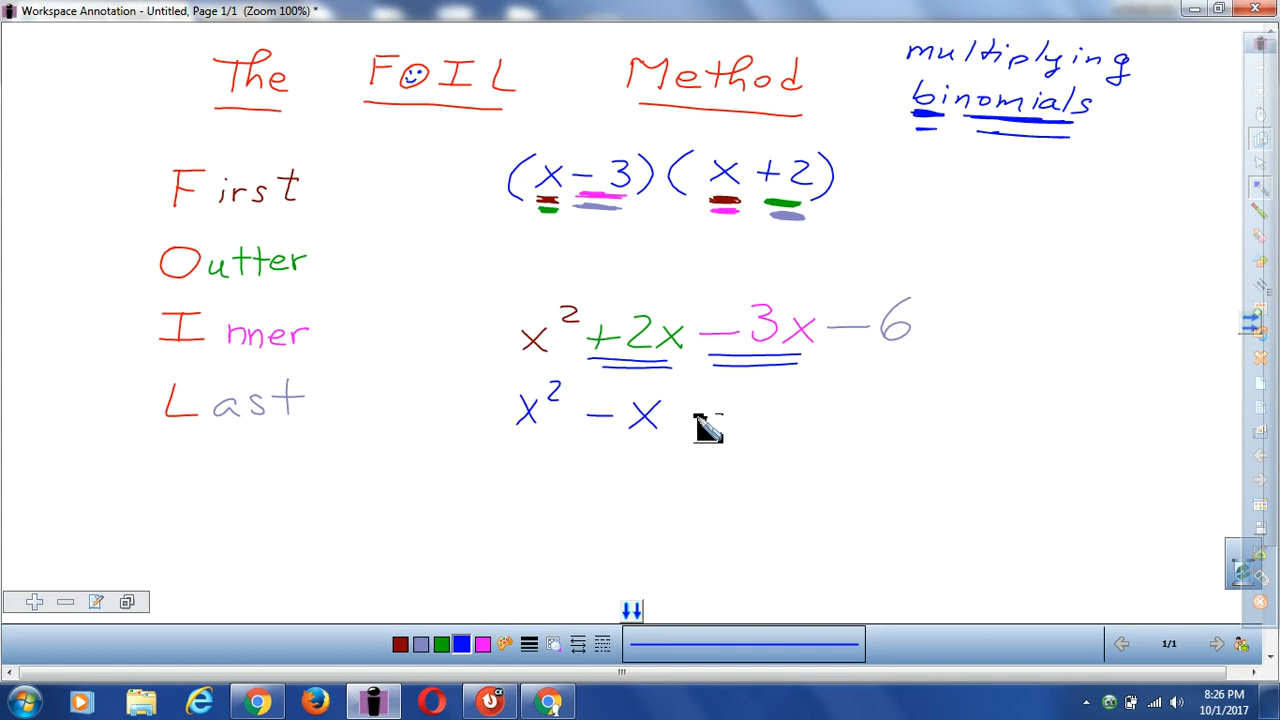 Workspace Annotation - Untitled, Page 1/1 (Zoom 100%) *
The FOIL Method
multiplying
binomials
First
(x - 3)(x + 2)
Outter
Inner
x² + 2x - 3x - 6
Last
x² - x
1/1
8:26 PM
10/1/2017